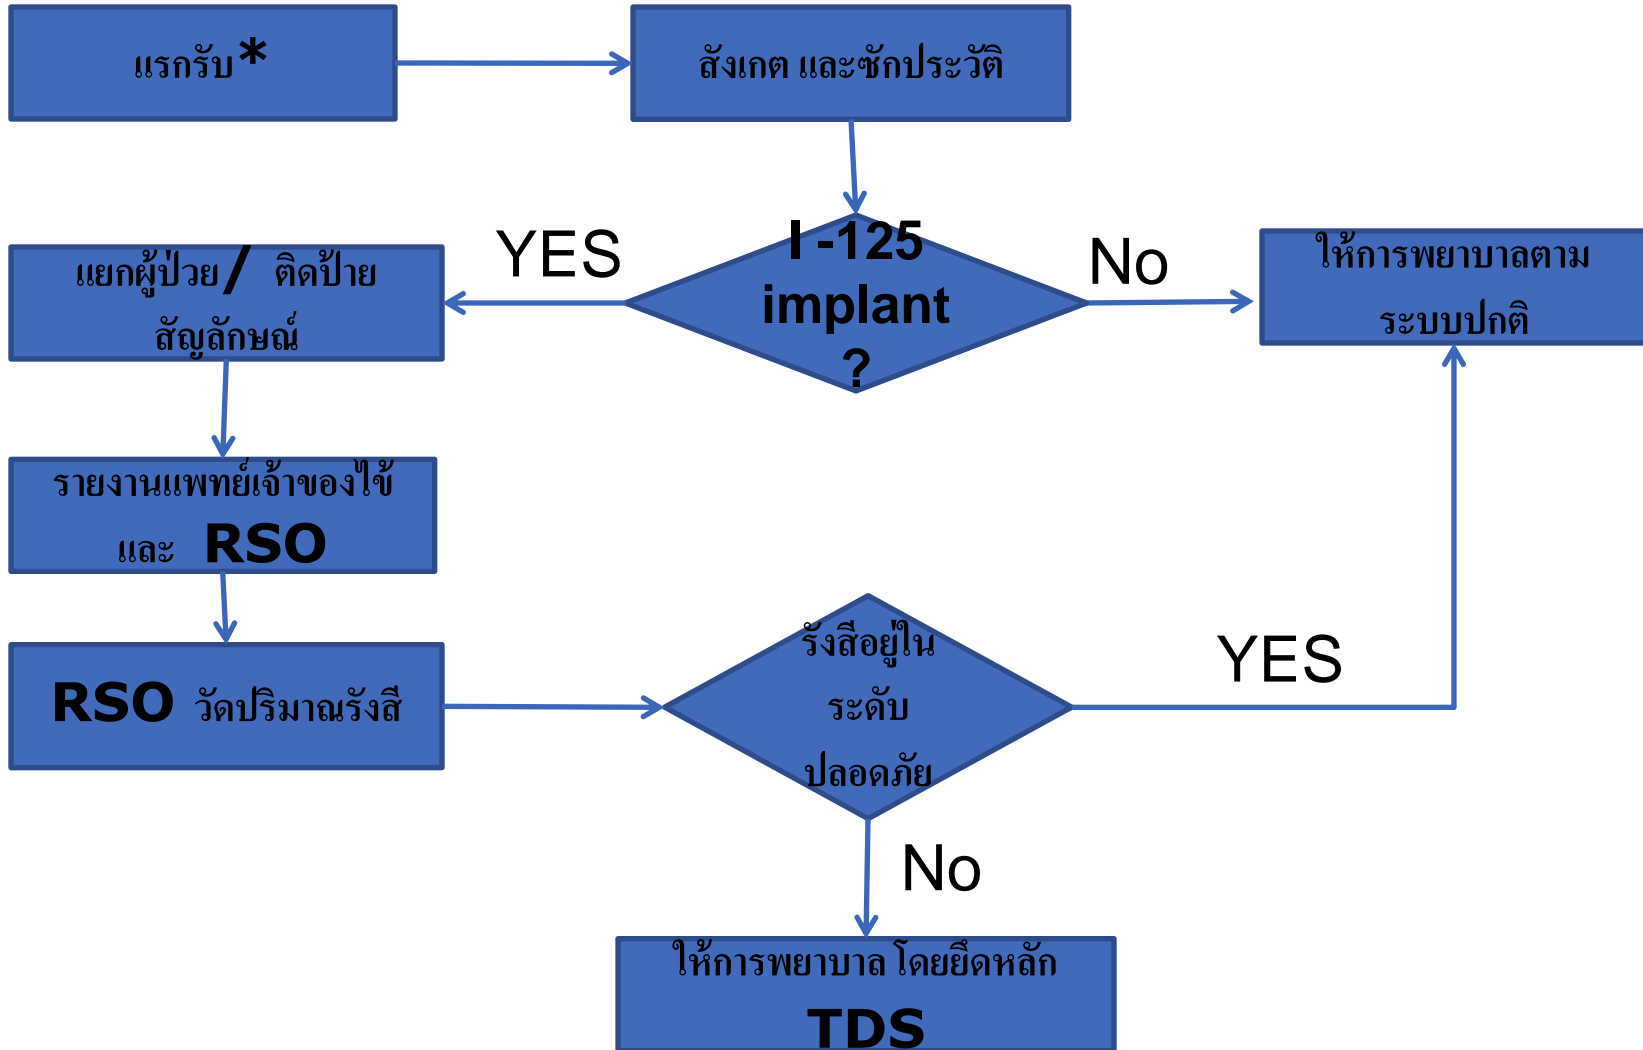 แรกรับ*
สังเกต และซักประวัติ
I -125
implant
?
YES
No
แยกผู้ป่วย/ ติดป้าย
สัญลักษณ์
ให้การพยาบาลตาม
ระบบปกติ
รายงานแพทย์เจ้าของไข้
และ RSO
RSO วัดปริมาณรังสี
รังสีอยู่ใน
ระดับ
ปลอดภัย
YES
No
ให้การพยาบาล โดยยึดหลัก
TDS